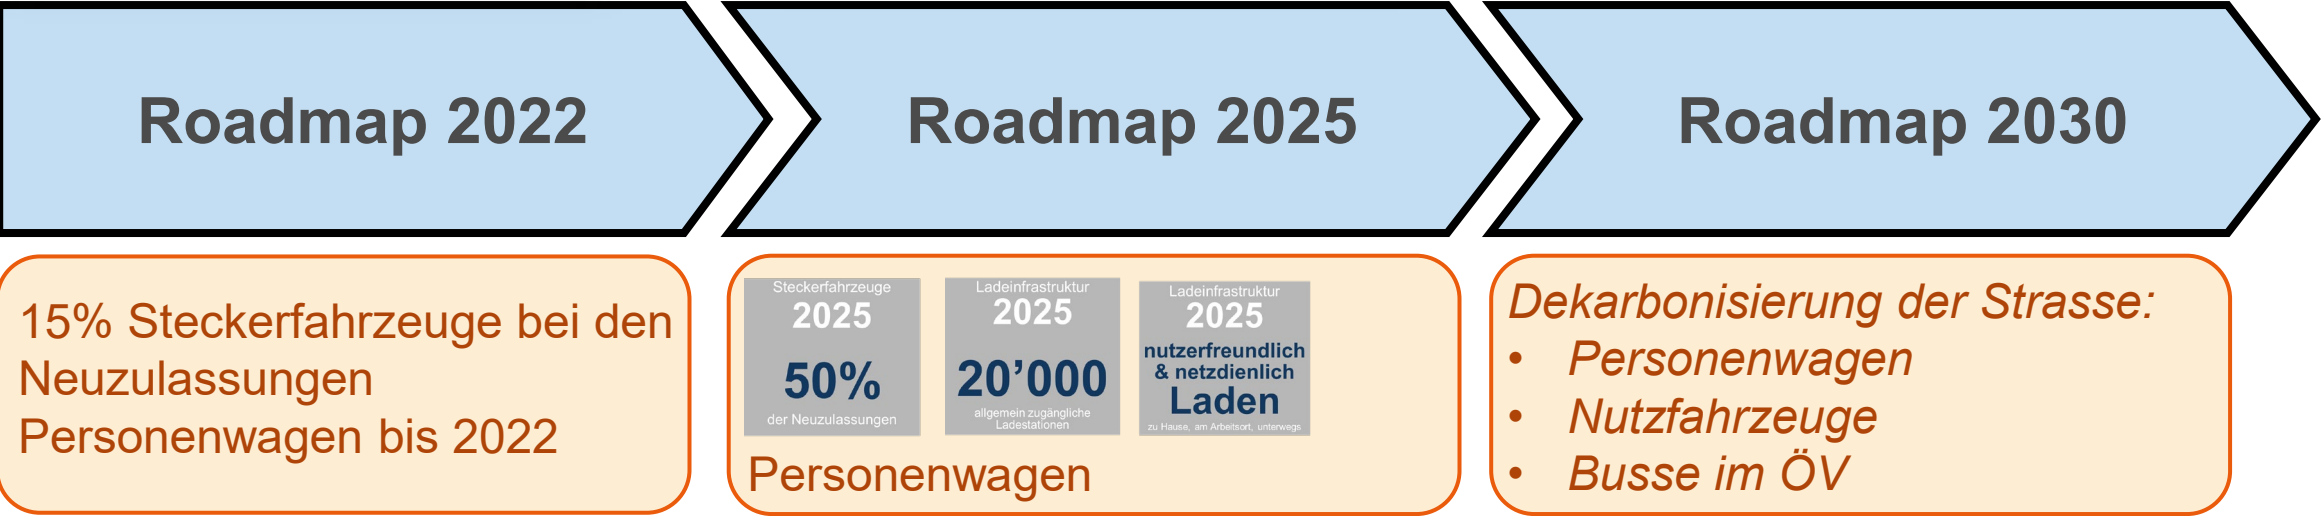 Roadmap 2022
Roadmap 2025
Roadmap 2030
15% Steckerfahrzeuge bei den
Neuzulassungen
Personenwagen bis 2022
Steckerfahrzeuge
2025
50%
der Neuzulassungen
Ladeinfrastruktur
2025
20’000
allgemein zugängliche
Ladestationen
Ladeinfrastruktur
2025
nutzerfreundlich
& netzdienlich
Laden
zu Hause, am Arbeitsort, unterwegs
Personenwagen
Dekarbonisierung der Strasse:
• Personenwagen
• Nutzfahrzeuge
• Busse im ÖV